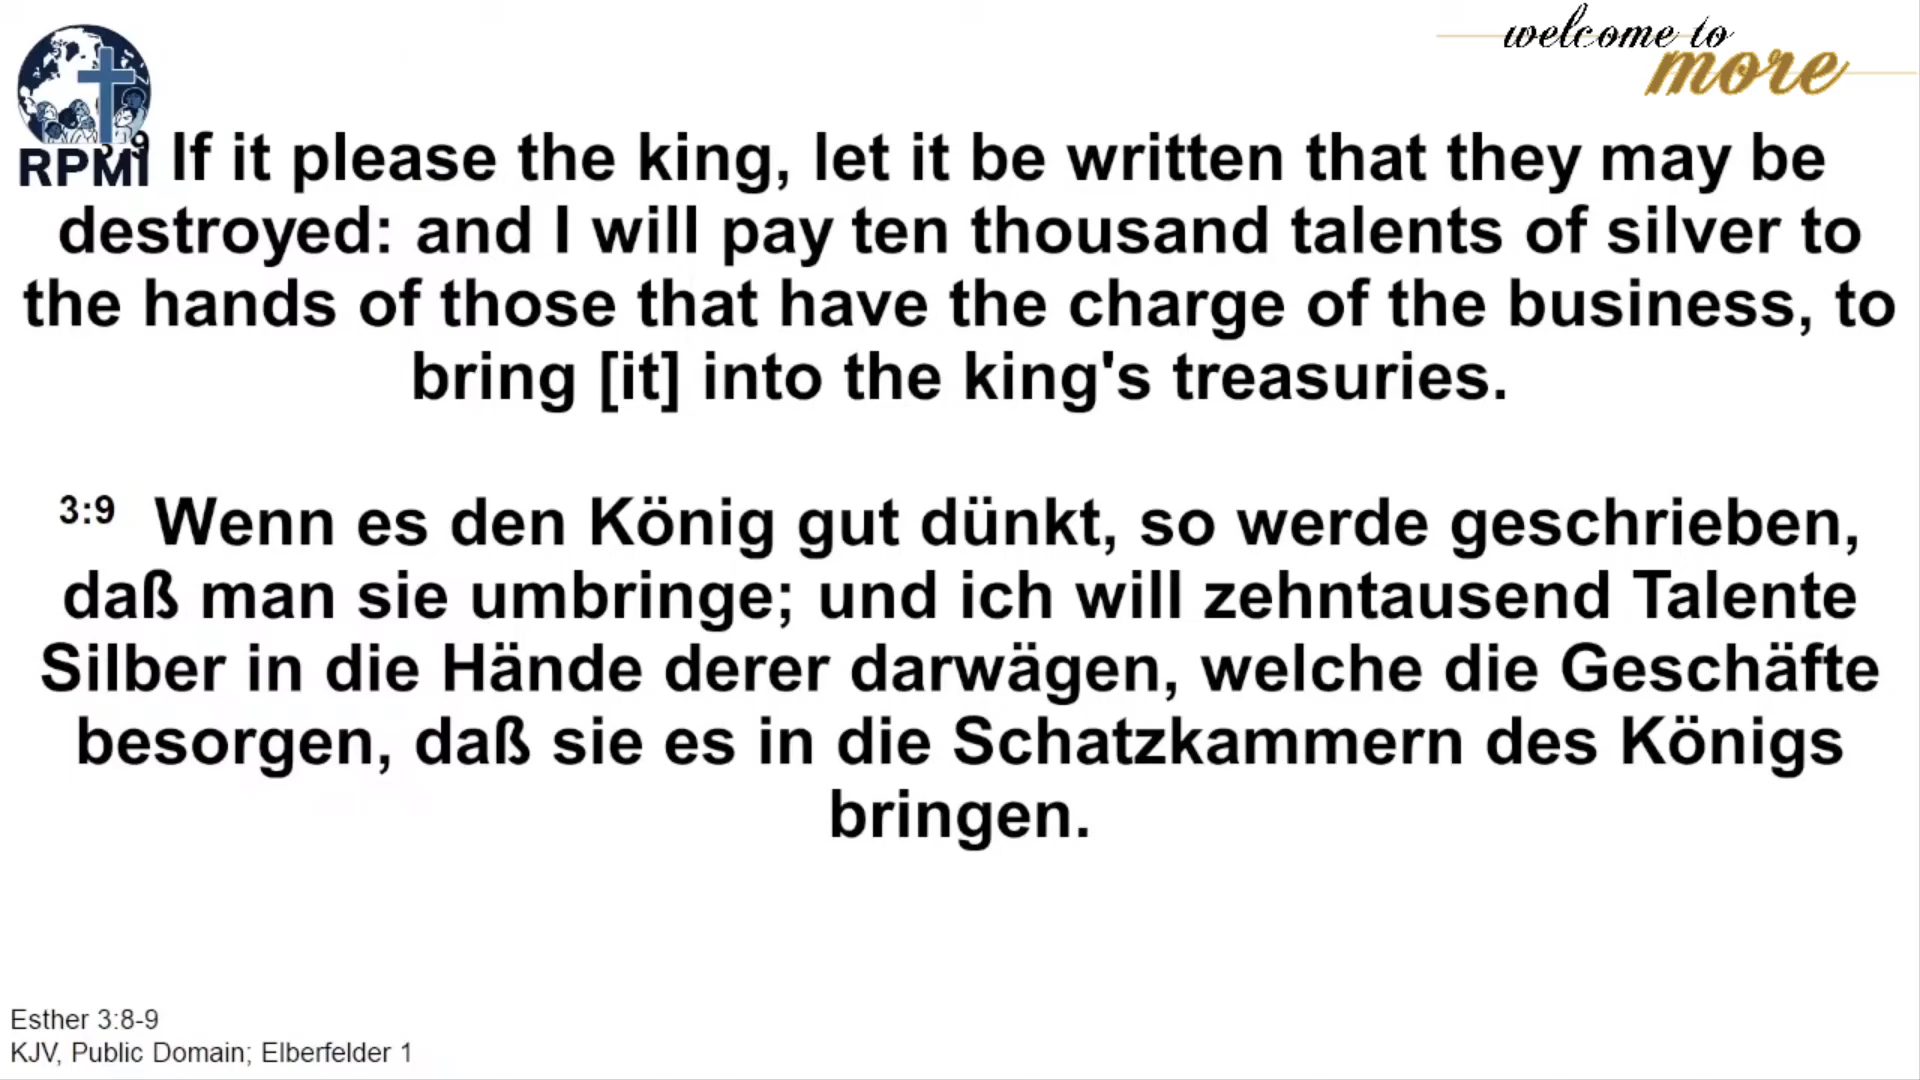 welcome to
more
RPMI
If it please the king, let it be written that they may be
destroyed: and I will pay ten thousand talents of silver to
the hands of those that have the charge of the business, to
bring [it] into the king's treasuries.
3:9 Wenn es den König gut dünkt, so werde geschrieben,
daß man sie umbringe; und ich will zehntausend Talente
Silber in die Hände derer darwägen, welche die Geschäfte
besorgen, daß sie es in die Schatzkammern des Königs
bringen.
Esther 3:8-9
KJV, Public Domain; Elberfelder 1